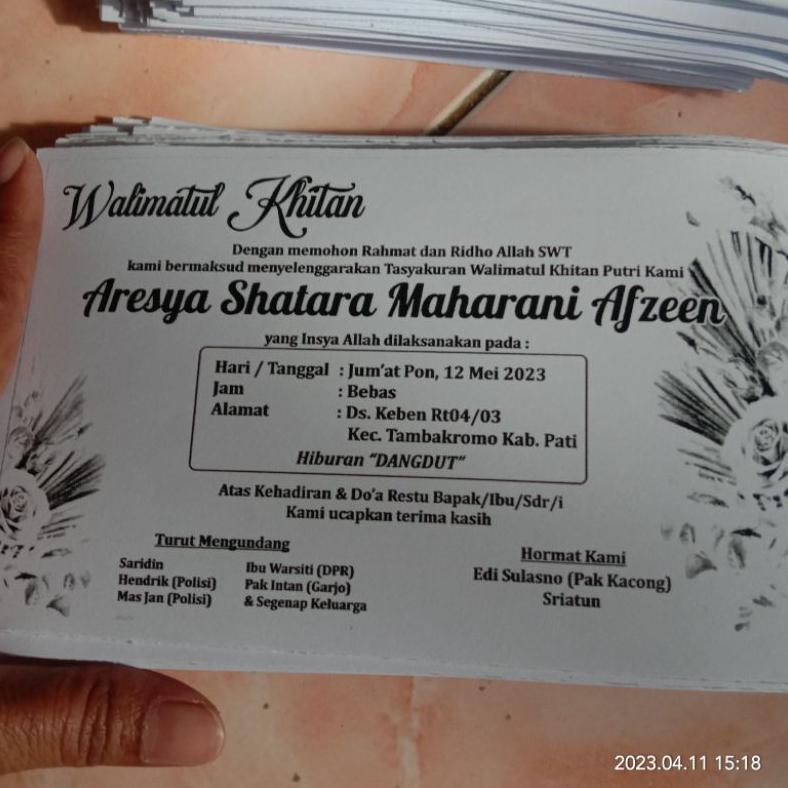 Walimatul Khitan
Dengan memohon Rahmat dan Ridho Allah SWT
kami bermaksud menyelenggarakan Tasyakuran Walimatul Khitan Putri Kami
Aresya Shatara Maharani Afzeen
yang Insya Allah dilaksanakan pada :
Hari / Tanggal : Jum'at Pon, 12 Mei 2023
Jam : Bebas
Alamat : Ds. Keben Rt04/03
Kec. Tambakromo Kab. Pati
Hiburan "DANGDUT"
Atas Kehadiran & Do'a Restu Bapak/Ibu/Sdr/i
Kami ucapkan terima kasih
Turut Mengundang
Saridin
Hendrik (Polisi)
Mas Jan (Polisi)
Ibu Warsiti (DPR)
Pak Intan (Garjo)
& Segenap Keluarga
Hormat Kami
Edi Sulasno (Pak Kacong)
Sriatun
2023.04.11 15:18